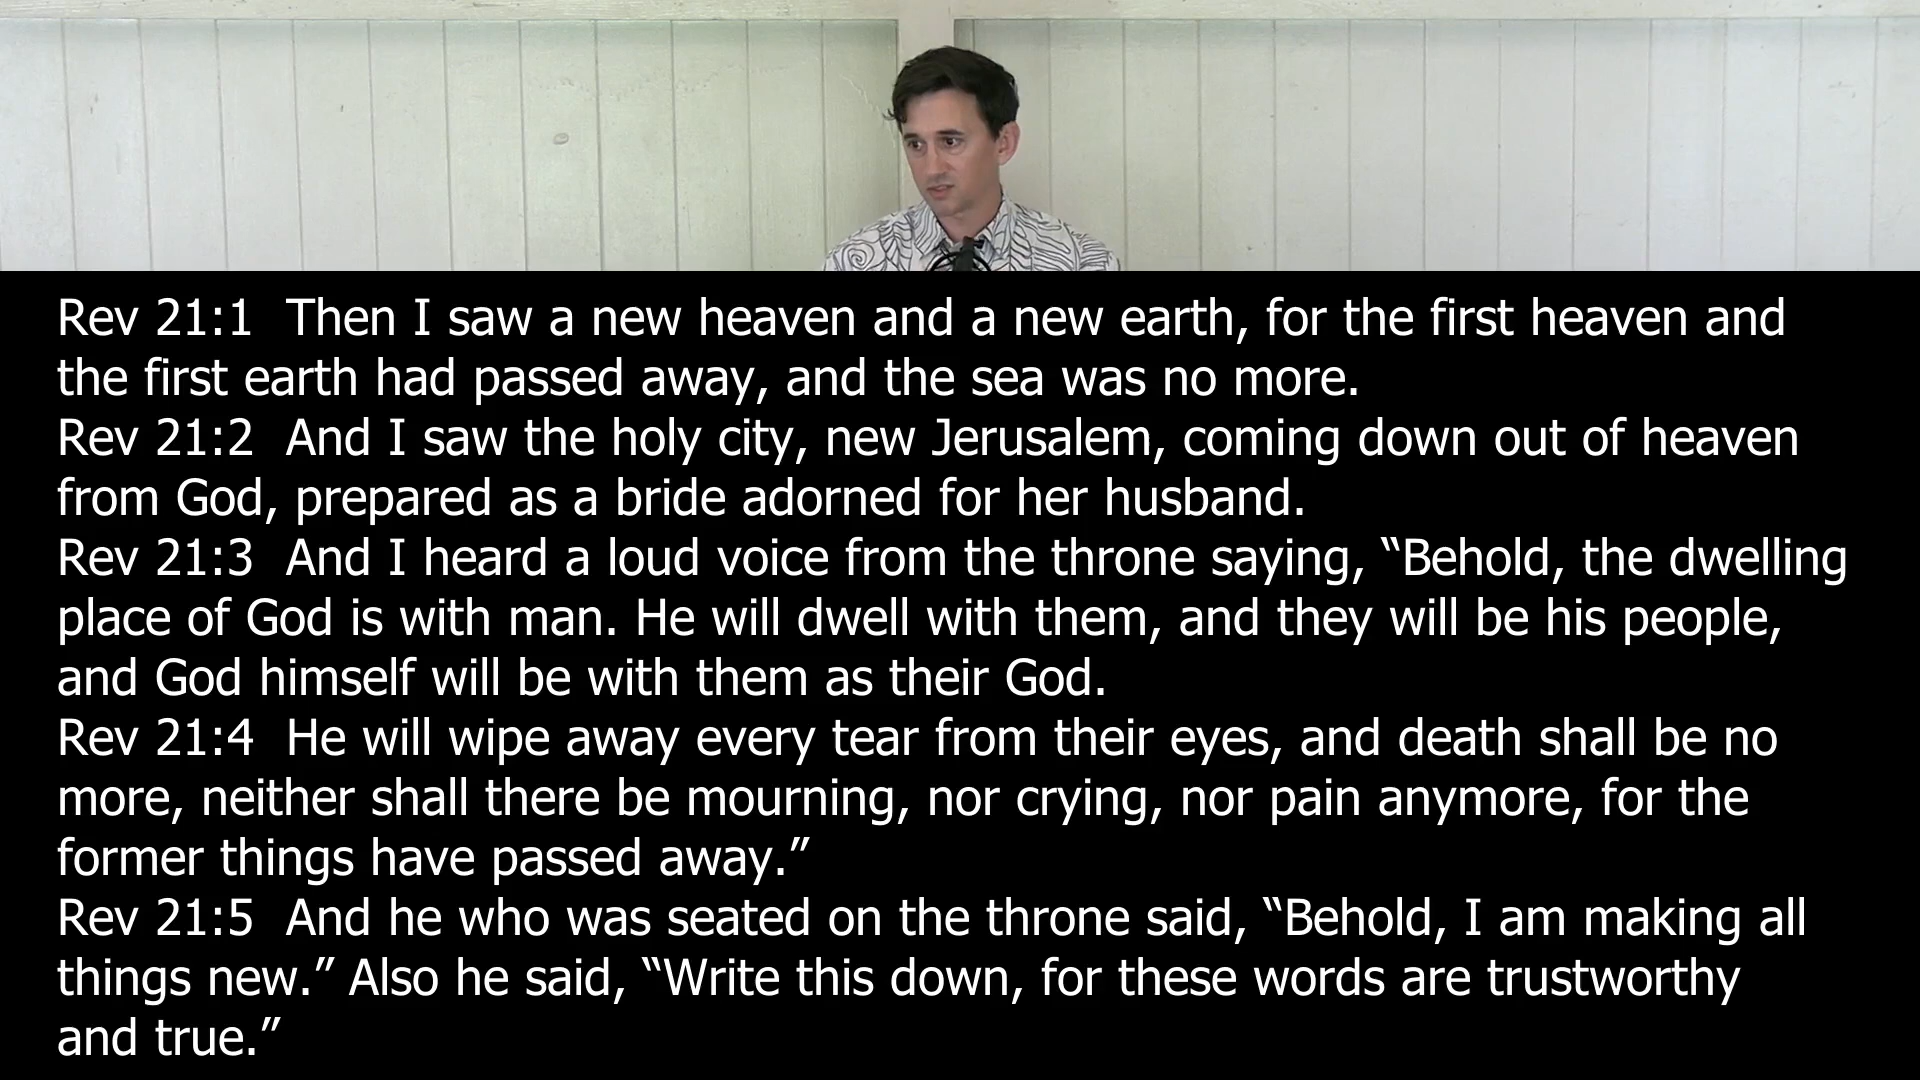 Rev 21:1  Then I saw a new heaven and a new earth, for the first heaven and
the first earth had passed away, and the sea was no more.
Rev 21:2  And I saw the holy city, new Jerusalem, coming down out of heaven
from God, prepared as a bride adorned for her husband.
Rev 21:3  And I heard a loud voice from the throne saying, “Behold, the dwelling
place of God is with man. He will dwell with them, and they will be his people,
and God himself will be with them as their God.
Rev 21:4  He will wipe away every tear from their eyes, and death shall be no
more, neither shall there be mourning, nor crying, nor pain anymore, for the
former things have passed away.”
Rev 21:5  And he who was seated on the throne said, “Behold, I am making all
things new.” Also he said, “Write this down, for these words are trustworthy
and true.”